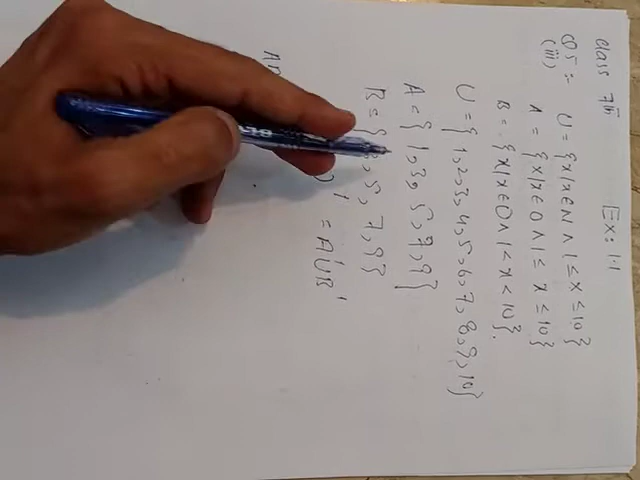 Class 7th Ex: 1.1
Q5:-
(iii) U = {x|x∈N ∧ 1≤x≤10}
A = {x|x∈O ∧ 1≤x≤10}
B = {x|x∈O ∧ 1<x<10}.
U = {1,2,3,4,5,6,7,8,9,10}
A = {1,3,5,7,9}
B = {3,5,7,9}
)' = A'∪B'